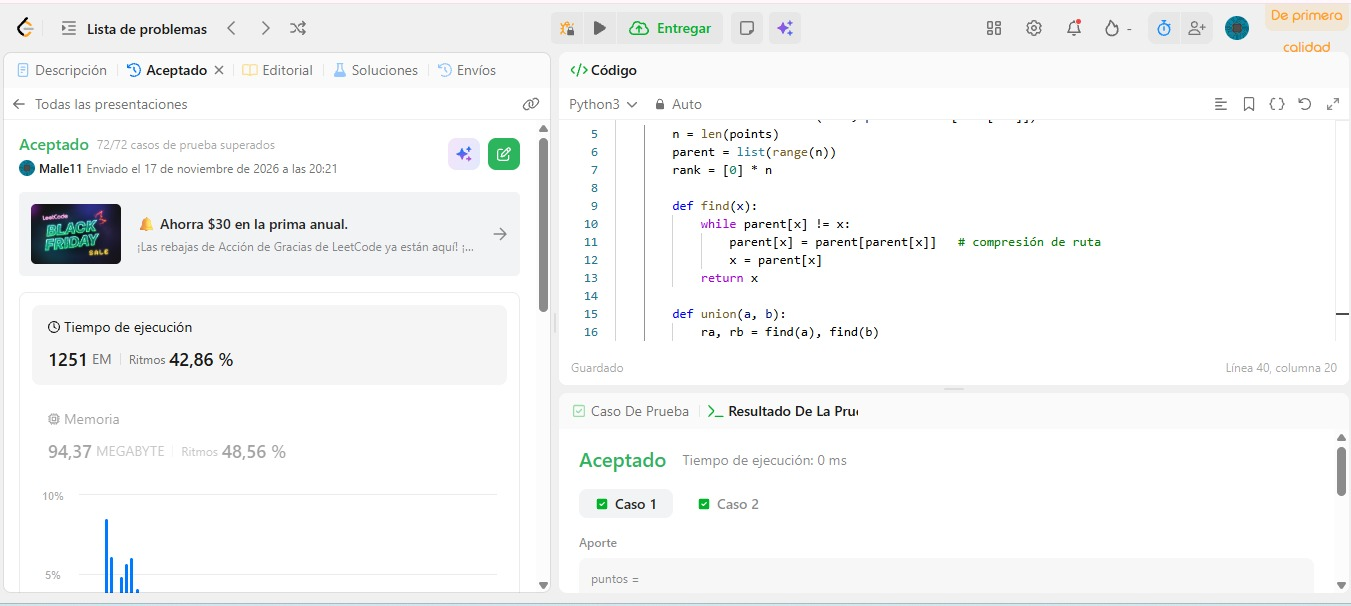 Lista de problemas
Entregar
-
De primera
calidad
Descripción
Aceptado
Editorial
Soluciones
Envíos
Todas las presentaciones
Aceptado 72/72 casos de prueba superados
Malle11 Enviado el 17 de noviembre de 2026 a las 20:21
LeetCode
BLACK
FRIDAY
SALE
Ahorra $30 en la prima anual.
¡Las rebajas de Acción de Gracias de LeetCode ya están aquí! ¡...
Tiempo de ejecución
1251 EM Ritmos 42,86 %
Memoria
94,37 MEGABYTE Ritmos 48,56 %
10%
5%
Código
Python3 Auto
5 n = len(points)
6 parent = list(range(n))
7 rank = [0] * n
8
9 def find(x):
10 while parent[x] != x:
11 parent[x] = parent[parent[x]] # compresión de ruta
12 x = parent[x]
13 return x
14
15 def union(a, b):
16 ra, rb = find(a), find(b)
Guardado Línea 40, columna 20
Caso De Prueba
Resultado De La
Aceptado Tiempo de ejecución: 0 ms
Caso 1 Caso 2
Aporte
puntos =